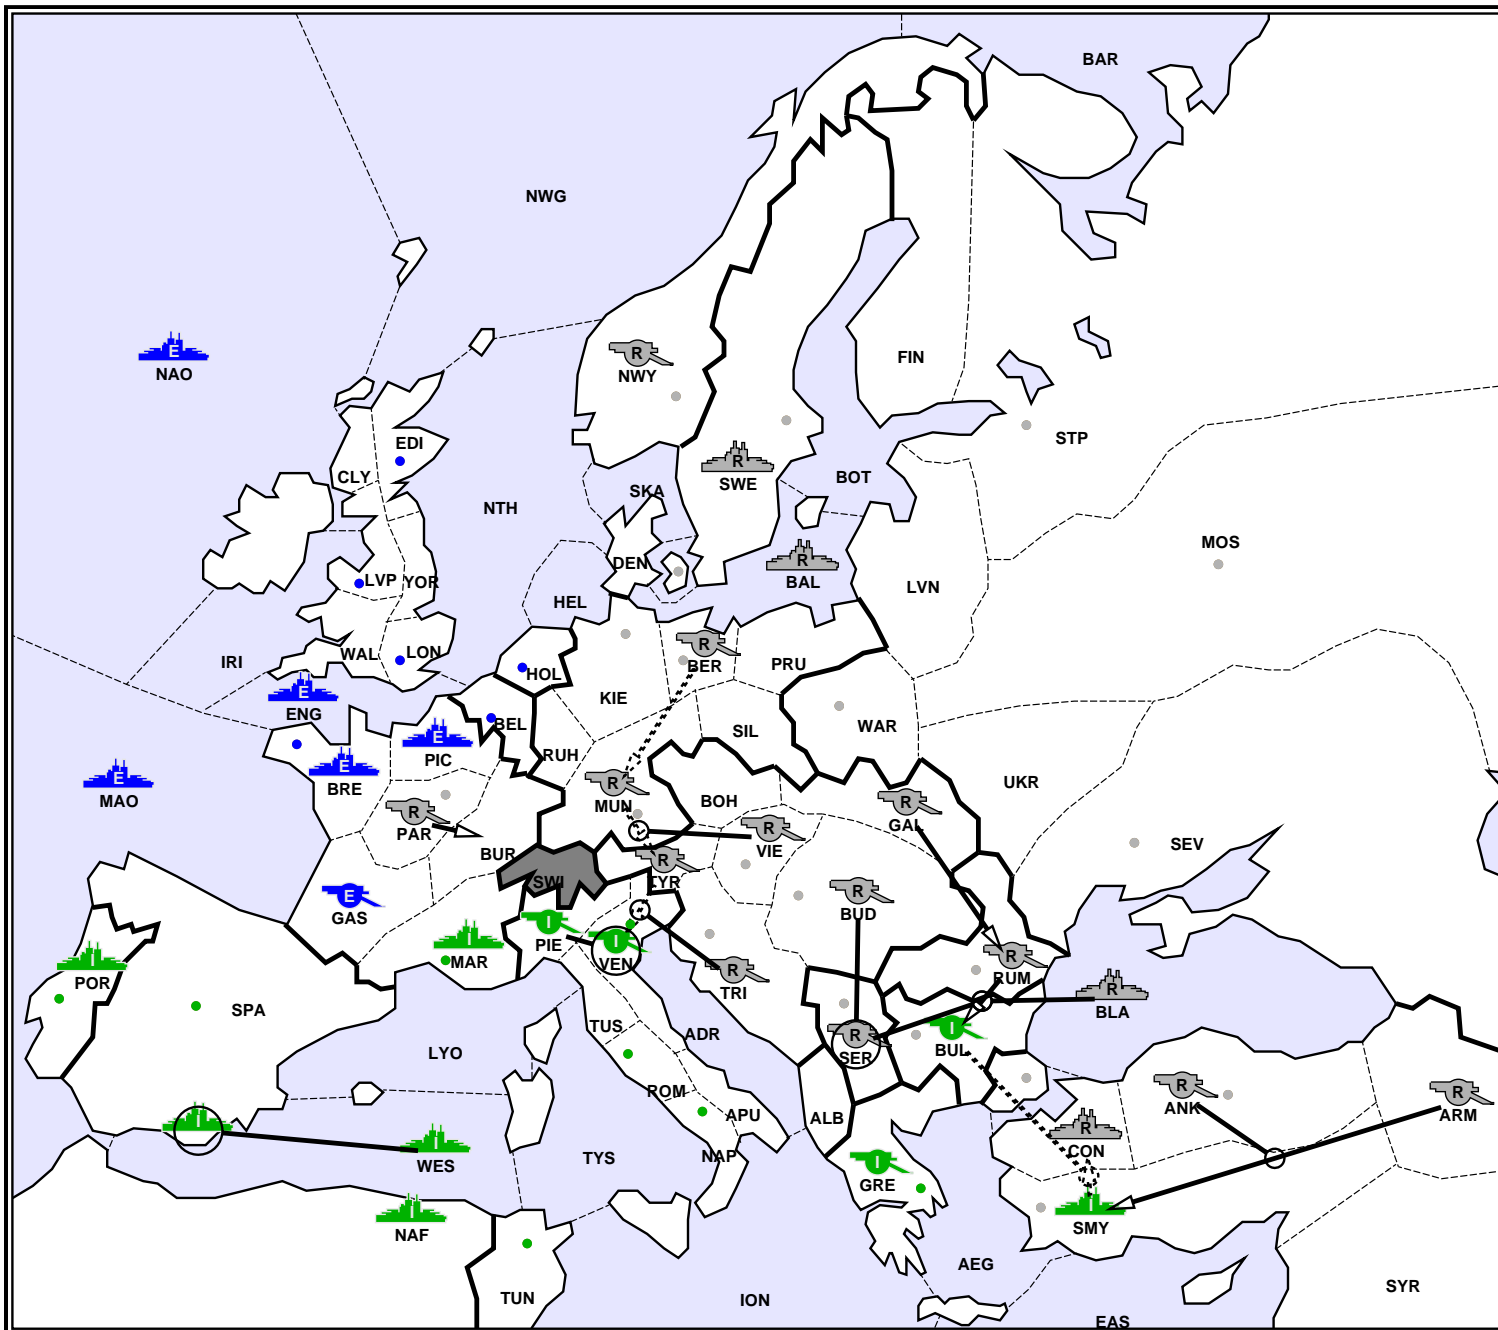 BAR
NWG
E
NAO
R
NWY
FIN
EDI
STP
CLY
R
SWE
BOT
SKA
NTH
MOS
DEN
R
BAL
LVP
YOR
LVN
HEL
IRI
WAL
LON
R
BER
PRU
HOL
E
ENG
KIE
BEL
WAR
E
PIC
SIL
RUH
UKR
E
MAO
E
BRE
R
MUN
BOH
R
PAR
R
GAL
R
VIE
SEV
BUR
R
TYR
SWI
E
GAS
R
BUD
I
PIE
I
MAR
I
VEN
I
POR
R
TRI
R
RUM
R
BLA
SPA
TUS
ADR
I
BUL
R
SER
LYO
ROM
R
ANK
R
ARM
APU
ALB
I
R
CON
I
WES
TYS
NAP
I
GRE
I
NAF
I
SMY
AEG
SYR
TUN
ION
EAS